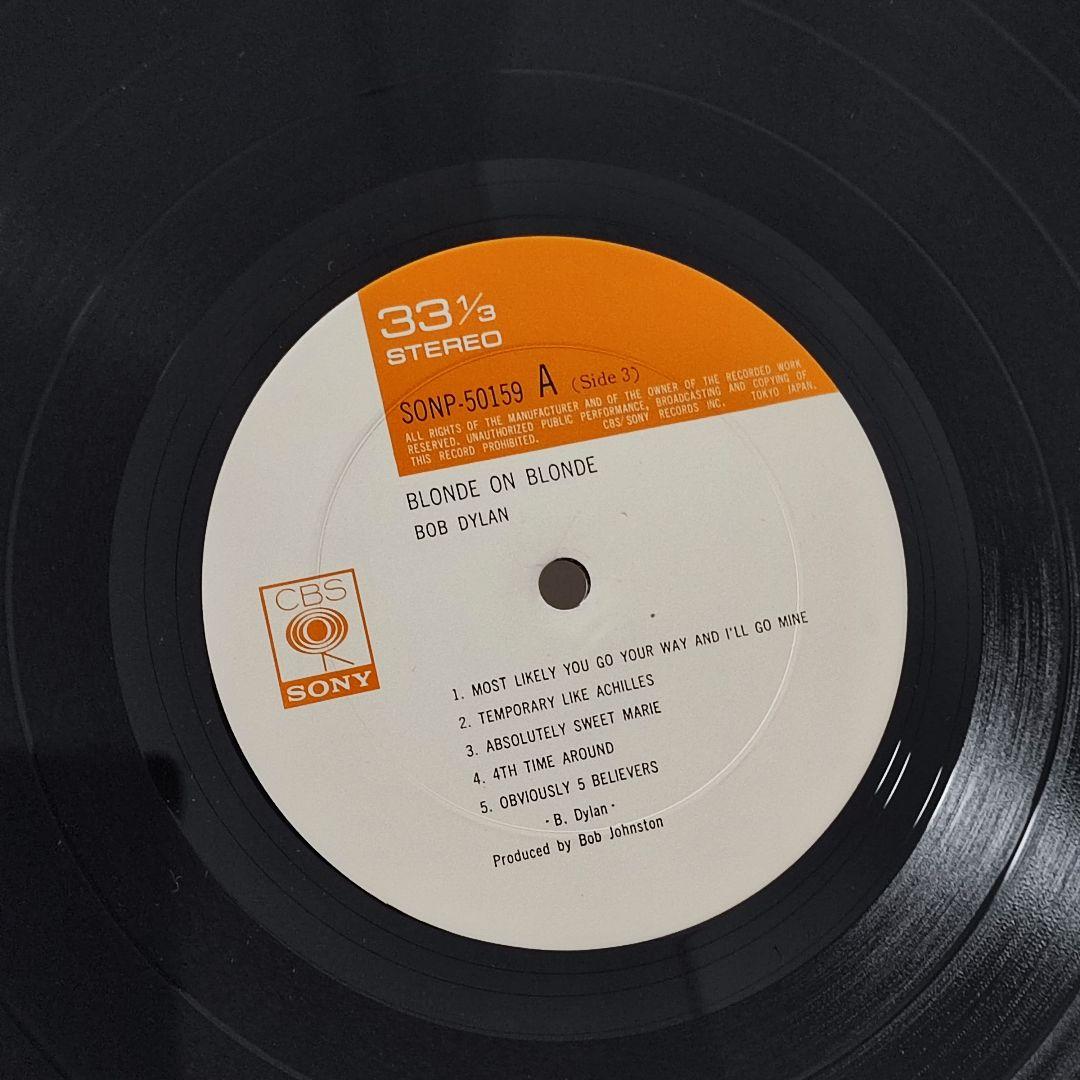 33 1/3
STEREO
SONP-50159 A (Side 3)
ALL RIGHTS OF THE MANUFACTURER AND OF THE OWNER OF THE RECORDED WORK
RESERVED. UNAUTHORIZED PUBLIC PERFORMANCE, BROADCASTING AND COPYING OF
THIS RECORD PROHIBITED. CBS/SONY RECORDS INC. TOKYO JAPAN.
BLONDE ON BLONDE
BOB DYLAN
CBS
SONY
1. MOST LIKELY YOU GO YOUR WAY AND I'LL GO MINE
2. TEMPORARY LIKE ACHILLES
3. ABSOLUTELY SWEET MARIE
4. 4TH TIME AROUND
5. OBVIOUSLY 5 BELIEVERS
・B. Dylan・
Produced by Bob Johnston